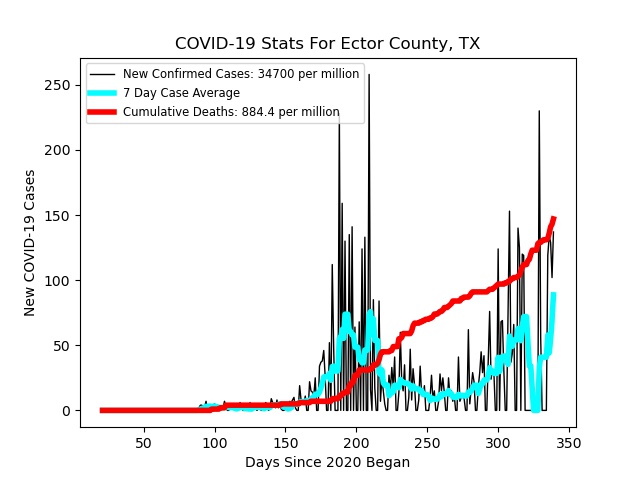 COVID-19 Stats For Ector County, TX
New Confirmed Cases: 34700 per million
7 Day Case Average
Cumulative Deaths: 884.4 per million
New COVID-19 Cases
250
200
150
100
50
0
50
100
150
200
250
300
350
Days Since 2020 Began